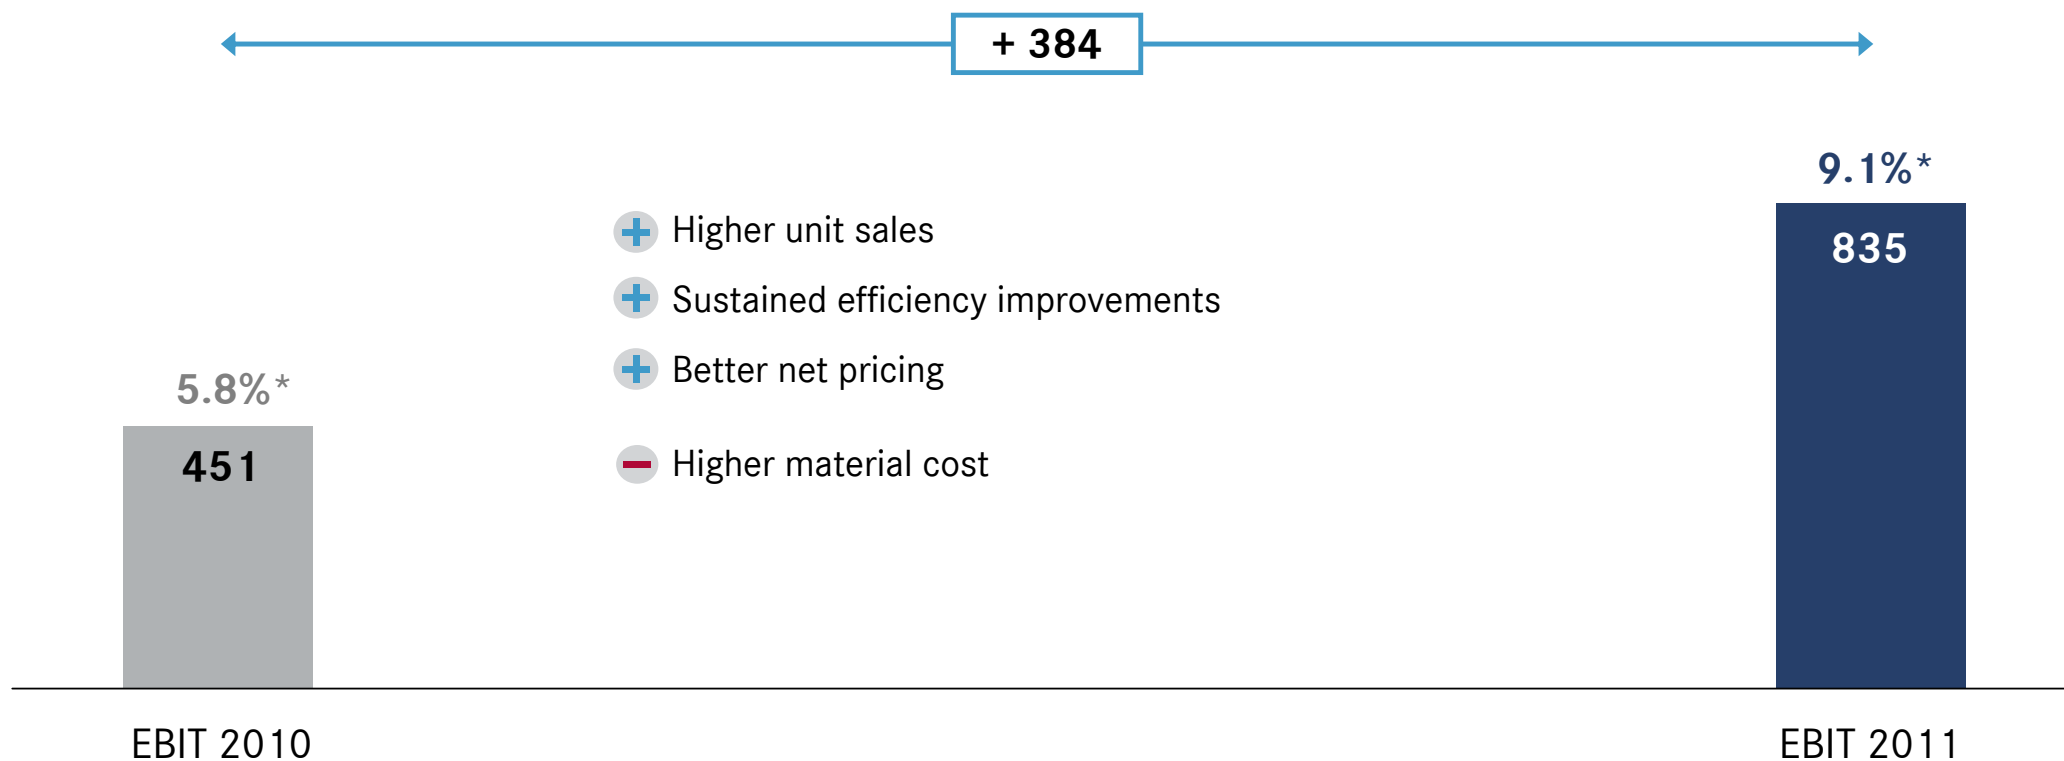 + 384
9.1%*
835
Higher unit sales
Sustained efficiency improvements
Better net pricing
Higher material cost
5.8%*
451
EBIT 2010
EBIT 2011